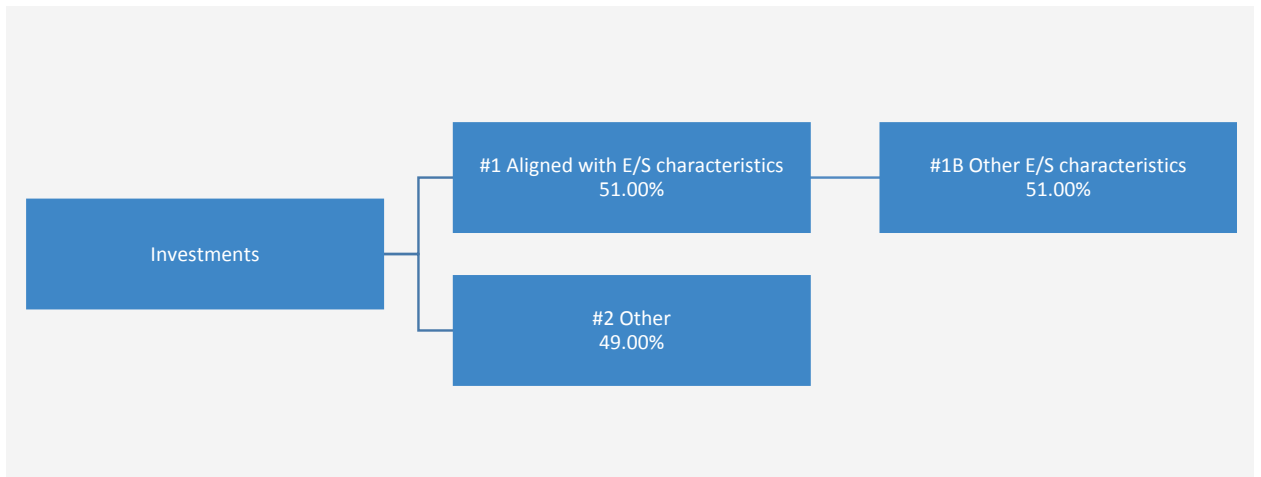 Investments
#1 Aligned with E/S characteristics
51.00%
#1B Other E/S characteristics
51.00%
#2 Other
49.00%